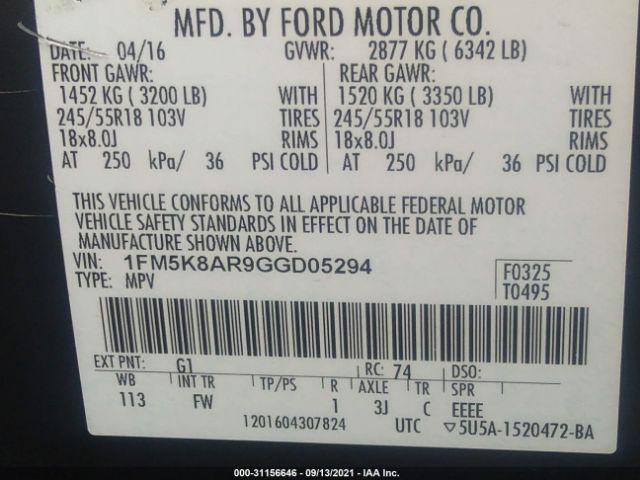 MFD. BY FORD MOTOR CO.
DATE: 04/16 GVWR: 2877 KG ( 6342 LB)
FRONT GAWR: REAR GAWR:
1452 KG ( 3200 LB) WITH 1520 KG ( 3350 LB) WITH
245/55R18 103V TIRES 245/55R18 103V TIRES
18x8.0J RIMS 18x8.0J RIMS
AT 250 kPa/ 36 PSI COLD AT 250 kPa/ 36 PSI COLD
THIS VEHICLE CONFORMS TO ALL APPLICABLE FEDERAL MOTOR
VEHICLE SAFETY STANDARDS IN EFFECT ON THE DATE OF
MANUFACTURE SHOWN ABOVE.
VIN: 1FM5K8AR9GGD05294
TYPE: MPV
F0325
T0495
EXT PNT: G1 RC: 74 DSO:
WB INT TR TP/PS R AXLE TR SPR
113 FW 1 3J C EEEE
1201604307824 UTC ▽5U5A-1520472-BA
000-31156646 - 09/13/2021 - IAA Inc.